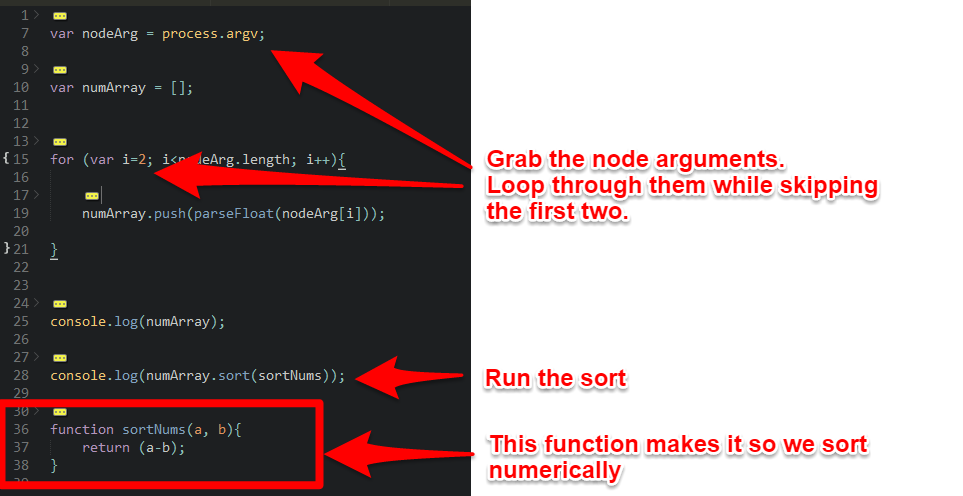 1
7 var nodeArg = process.argv;
8
9
10 var numArray = [];
11
12
13
15 for (var i=2; i<nodeArg.length; i++){
16
17
19 numArray.push(parseFloat(nodeArg[i]));
20
21 }
22
23
24
25 console.log(numArray);
26
27
28 console.log(numArray.sort(sortNums));
29
30
36 function sortNums(a, b){
37 return (a-b);
38 }
Grab the node arguments.
Loop through them while skipping
the first two.
Run the sort
This function makes it so we sort
numerically